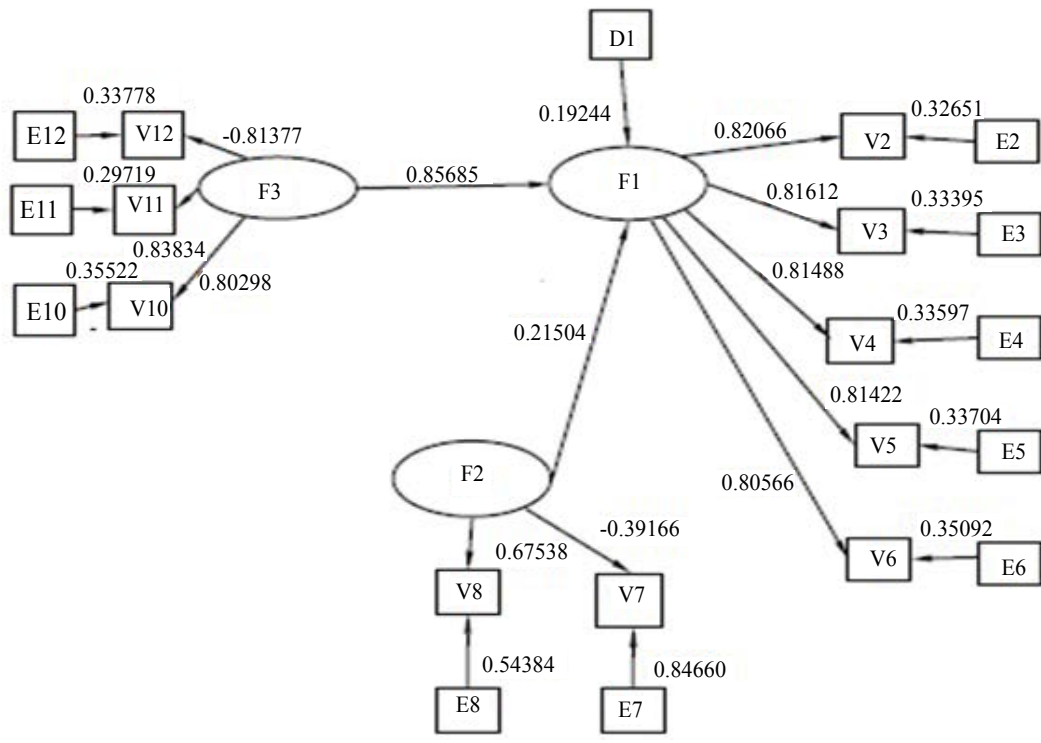 D1
0.33778
0.19244
0.32651
E12
V12
-0.81377
0.82066
V2
E2
0.29719
F3
0.85685
F1
0.81612
0.33395
E11
V11
V3
E3
0.83834
0.35522
0.80298
0.81488
E10
V10
0.33597
0.21504
V4
E4
0.81422
0.33704
V5
E5
F2
0.80566
-0.39166
0.35092
0.67538
V6
E6
V8
V7
0.54384
0.84660
E8
E7